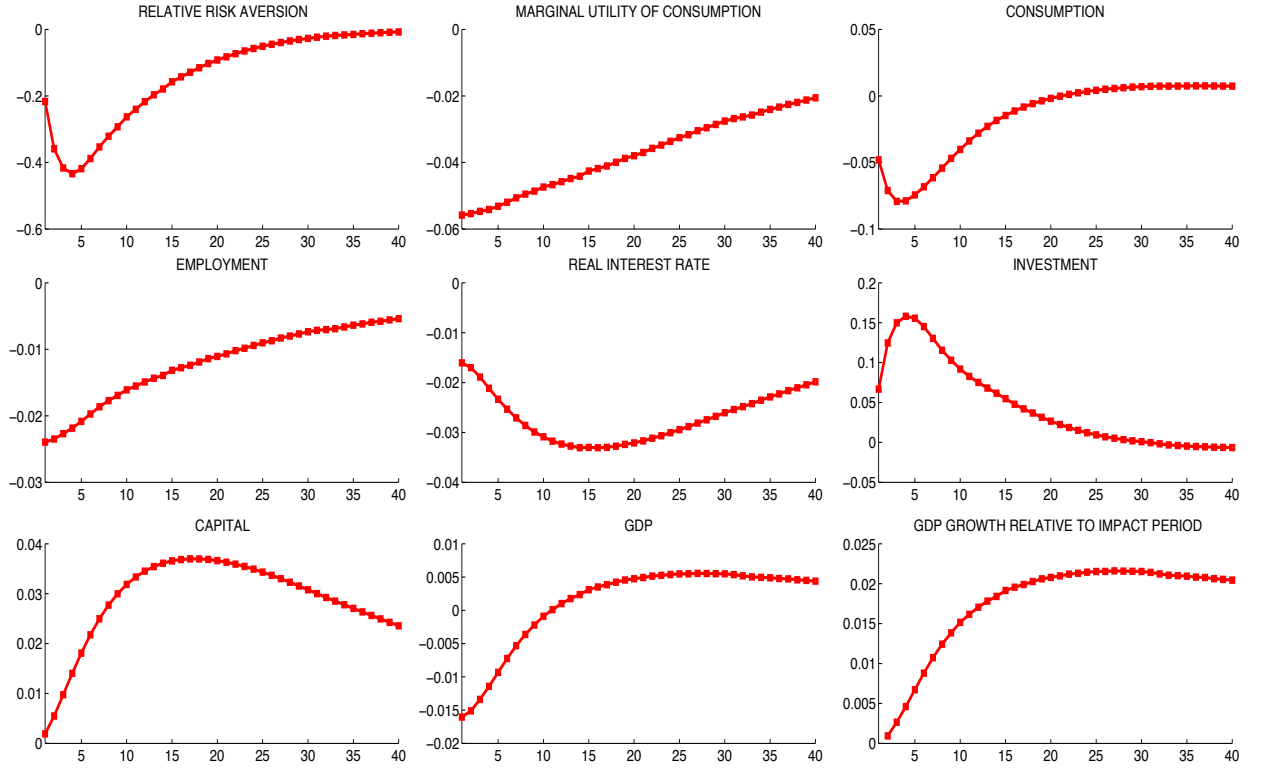 RELATIVE RISK AVERSION MARGINAL UTILITY OF CONSUMPTION CONSUMPTION
0 0 0.05
−0.2 −0.02 0
−0.4 −0.04 −0.05
−0.6 −0.06 −0.1
5 10 15 20 25 30 35 40 5 10 15 20 25 30 35 40 5 10 15 20 25 30 35 40
EMPLOYMENT REAL INTEREST RATE INVESTMENT
0 0 0.2
−0.01 −0.01 0.15
−0.02 −0.02 0.1
−0.03 −0.03 0.05
−0.04 0
−0.05
5 10 15 20 25 30 35 40 5 10 15 20 25 30 35 40 5 10 15 20 25 30 35 40
CAPITAL GDP GDP GROWTH RELATIVE TO IMPACT PERIOD
0.04 0.01 0.025
0.03 0.005 0.02
0.02 0 0.015
0.01 −0.005 0.01
0 −0.01 0.005
−0.015 0
−0.02
5 10 15 20 25 30 35 40 5 10 15 20 25 30 35 40 5 10 15 20 25 30 35 40